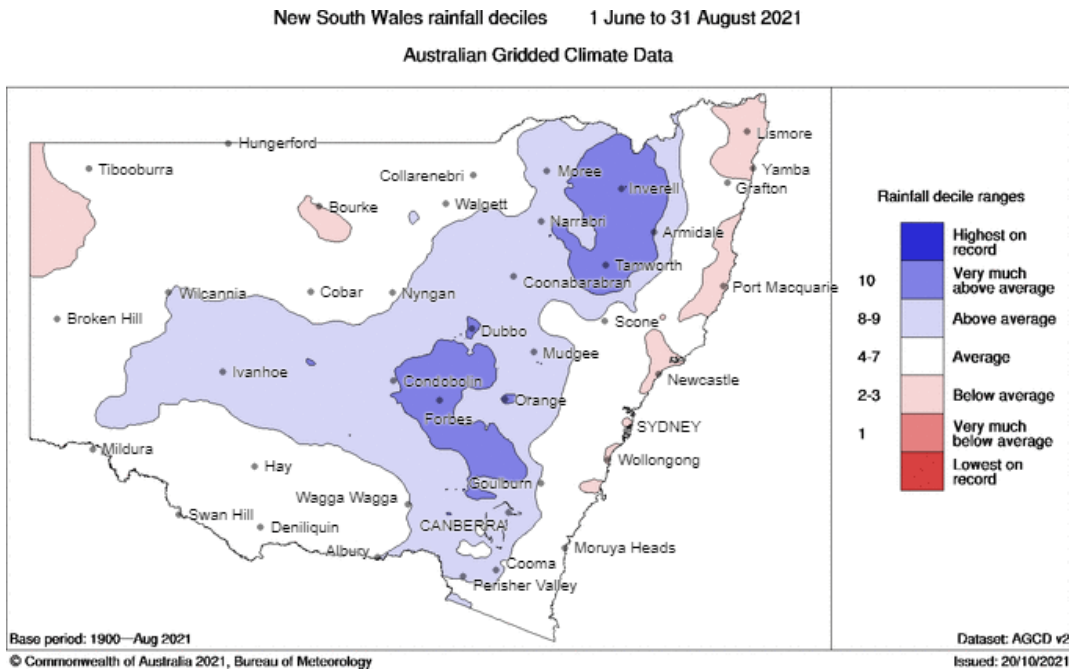 New South Wales rainfall deciles 1 June to 31 August 2021
Australian Gridded Climate Data
Lismore
Hungerford
Tibooburra
Collarenebri
Moree
Yamba
Inverell
Grafton
Bourke
Walgett
Narrabri
Armidale
Tamworth
Coonabarabran
Port Macquarie
Wilcannia
Cobar
Nyngan
Broken Hill
Scone
Dubbo
Mudgee
Ivanhoe
Condobolin
Newcastle
Orange
Forbes
SYDNEY
Mildura
Wollongong
Hay
Goulburn
Wagga Wagga
Swan Hill
CANBERRA
Deniliquin
Albury
Moruya Heads
Cooma
Perisher Valley
Rainfall decile ranges
Highest on
record
10 Very much
above average
8-9 Above average
4-7 Average
2-3 Below average
1 Very much
below average
Lowest on
record
Base period: 1900—Aug 2021
Dataset: AGCD v2
© Commonwealth of Australia 2021, Bureau of Meteorology
Issued: 20/10/2021